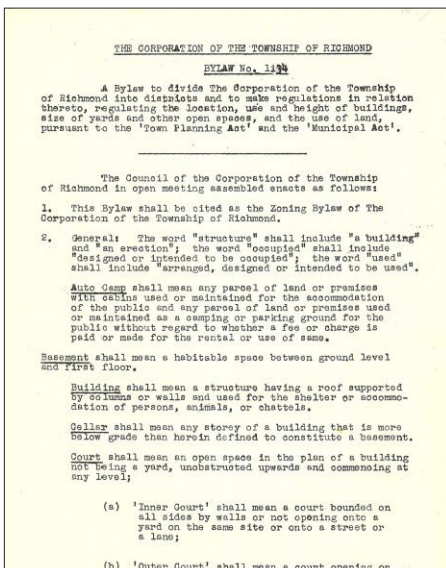 THE CORPORATION OF THE TOWNSHIP OF RICHMOND
BYLAW No. 1134
A Bylaw to divide The Corporation of the Township
of Richmond into districts and to make regulations in relation
thereto, regulating the location, use and height of buildings,
size of yards and other open spaces, and the use of land,
pursuant to the 'Town Planning Act' and the 'Municipal Act'.
The Council of the Corporation of the Township
of Richmond in open meeting assembled enacts as follows:
1. This Bylaw shall be cited as the Zoning Bylaw of The
Corporation of the Township of Richmond.
2. General: The word "structure" shall include "a building"
and "an erection"; the word "occupied" shall include
"designed or intended to be occupied"; the word "used"
shall include "arranged, designed or intended to be used".
Auto Camp shall mean any parcel of land or premises
with cabins used or maintained for the accommodation
of the public and any parcel of land or premises used
or maintained as a camping or parking ground for the
public without regard to whether a fee or charge is
paid or made for the rental or use of same.
Basement shall mean a habitable space between ground level
and first floor.
Building shall mean a structure having a roof supported
by columns or walls and used for the shelter or accommo-
dation of persons, animals, or chattels.
Cellar shall mean any storey of a building that is more
below grade than herein defined to constitute a basement.
Court shall mean an open space in the plan of a building
not being a yard, unobstructed upwards and commencing at
any level;
(a) 'Inner Court' shall mean a court bounded on
all sides by walls or not opening onto a
yard on the same site or onto a street or
a lane;
(b) 'Outer Court' shall mean a court opening on